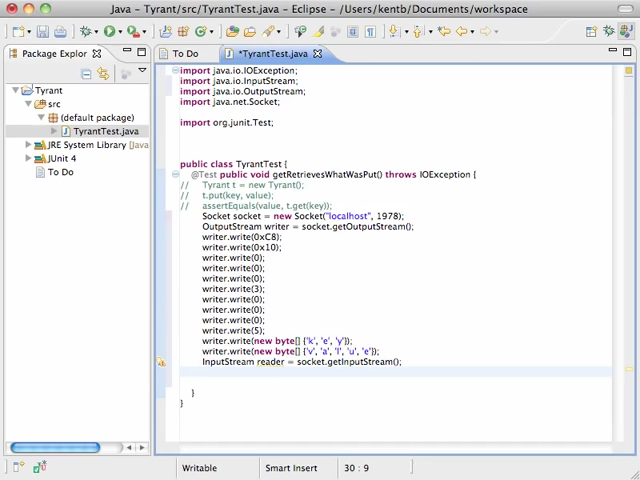 Java - Tyrant/src/TyrantTest.java - Eclipse - /Users/kentb/Documents/workspace
Package Explor
Tyrant
src
(default package)
TyrantTest.java
JRE System Library (Java
JUnit 4
To Do
To Do
*TyrantTest.java
import java.io.IOException;
import java.io.InputStream;
import java.io.OutputStream;
import java.net.Socket;
import org.junit.Test;
public class TyrantTest {
@Test public void getRetrievesWhatWasPut() throws IOException {
// Tyrant t = new Tyrant();
// t.put(key, value);
// assertEquals(value, t.get(key));
Socket socket = new Socket("localhost", 1978);
OutputStream writer = socket.getOutputStream();
writer.write(0xC8);
writer.write(0x10);
writer.write(0);
writer.write(0);
writer.write(0);
writer.write(3);
writer.write(0);
writer.write(0);
writer.write(0);
writer.write(5);
writer.write(new byte[] {'k', 'e', 'y'});
writer.write(new byte[] {'v', 'a', 'l', 'u', 'e'});
InputStream reader = socket.getInputStream();
}
}
Writable
Smart Insert
30 : 9